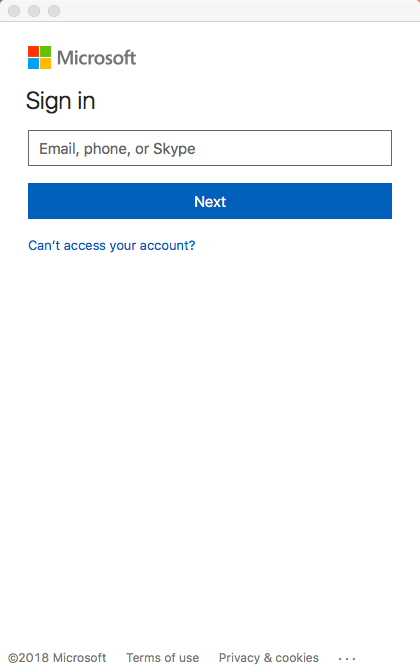 Microsoft
Sign in
Email, phone, or Skype
Next
Can't access your account?
©2018 Microsoft Terms of use Privacy & cookies ...